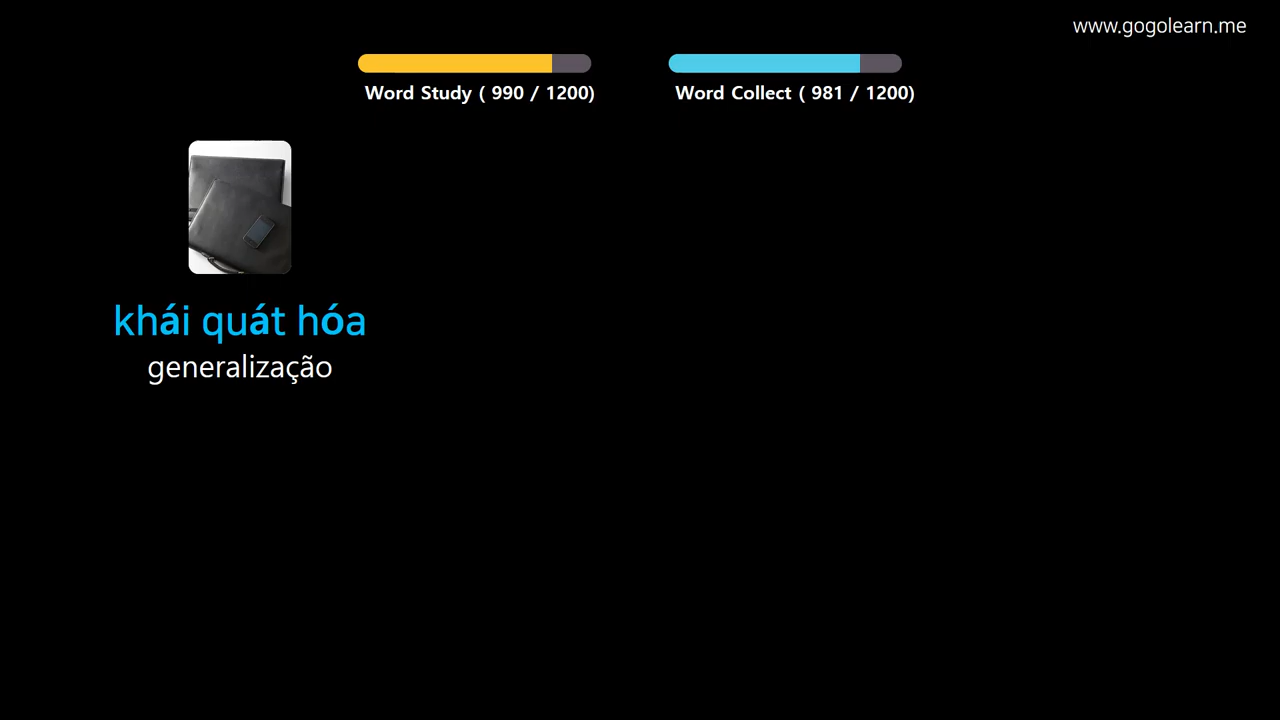 www.gogolearn.me
Word Study ( 990 / 1200)
Word Collect ( 981 / 1200)
khái quát hóa
generalização